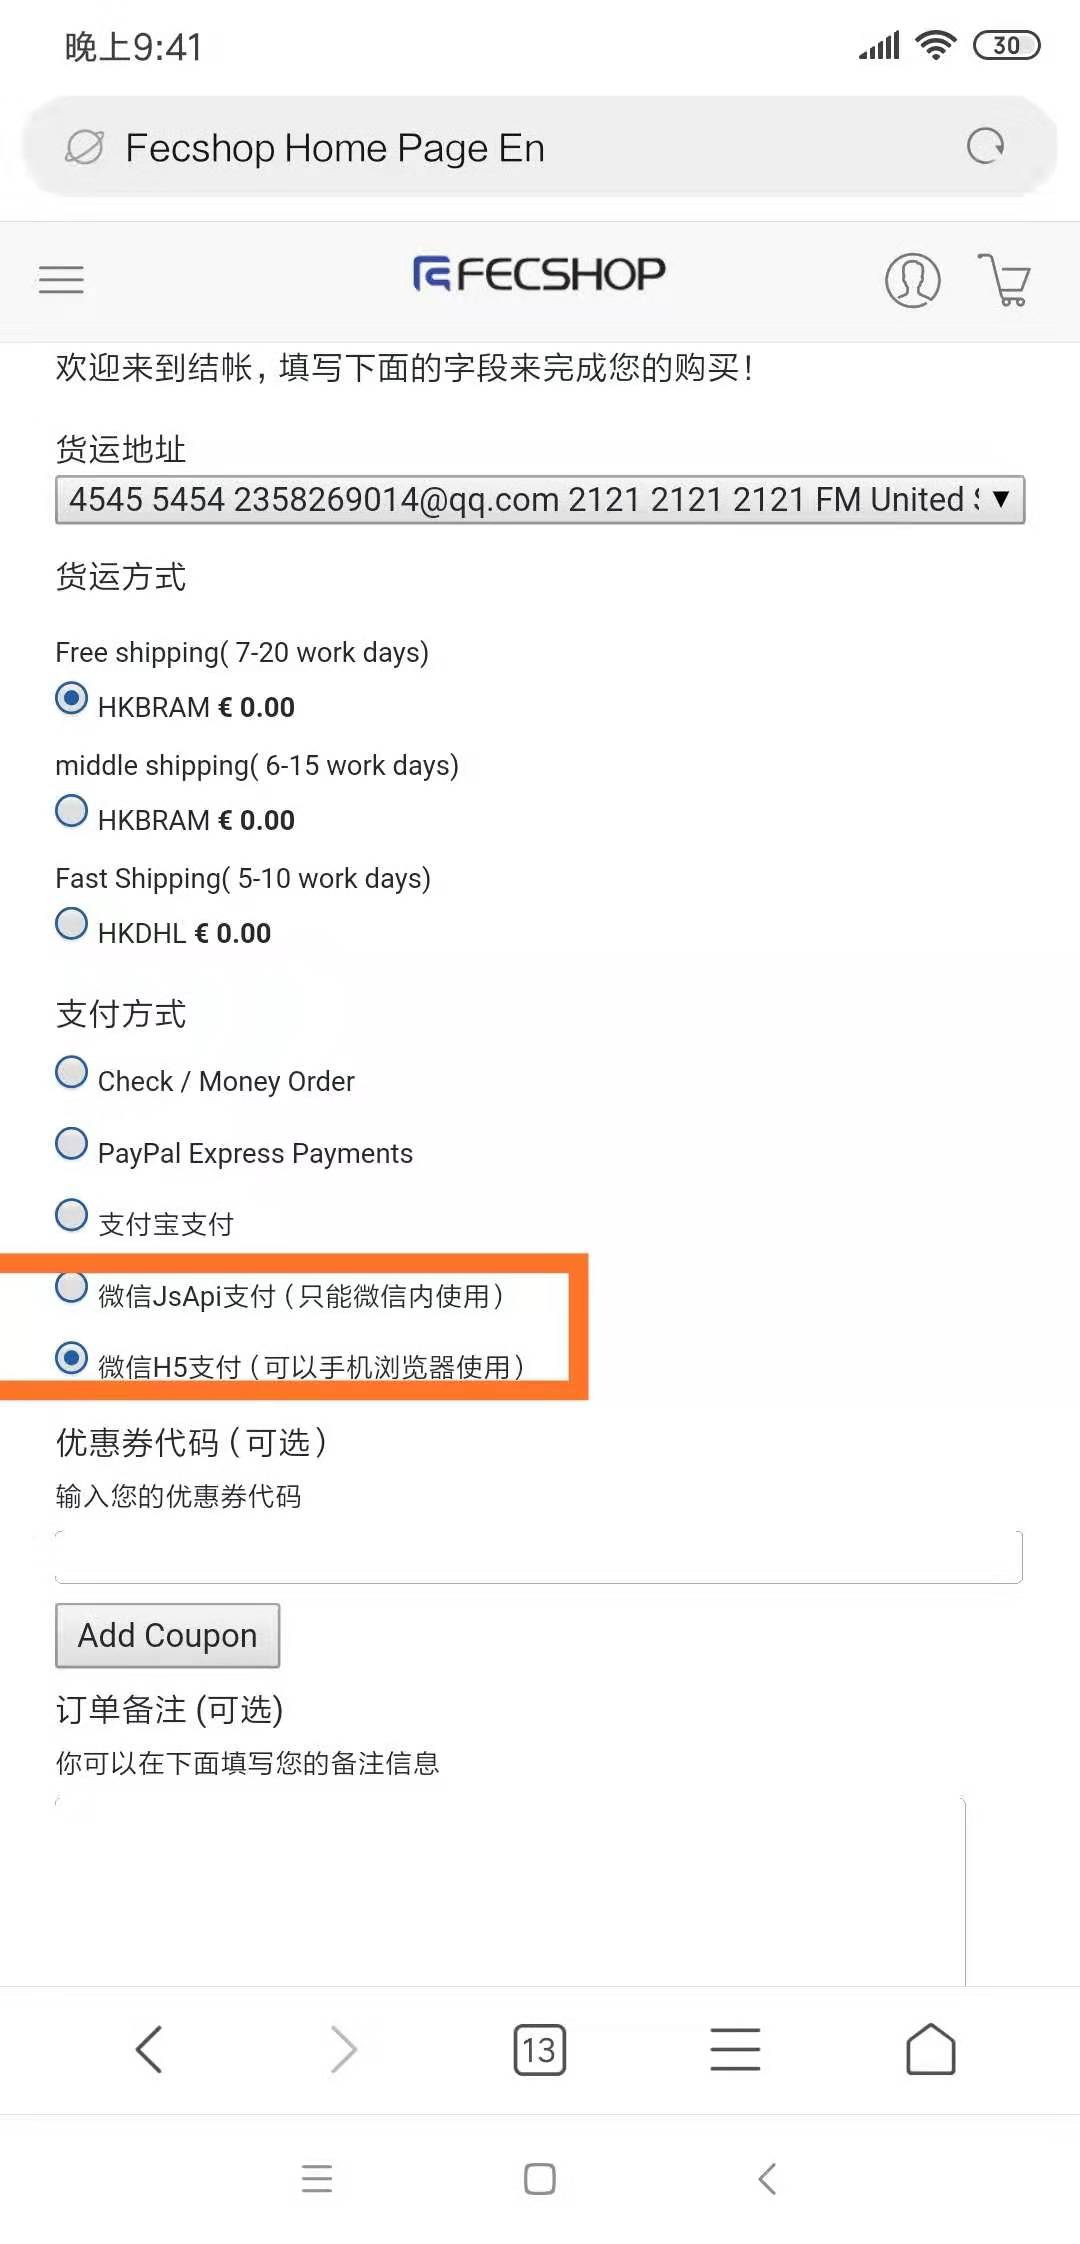 晚上9:41
30
Fecshop Home Page En
FECSHOP
欢迎来到结帐，填写下面的字段来完成您的购买！
货运地址
4545 5454 2358269014@qq.com 2121 2121 2121 FM United
货运方式
Free shipping( 7-20 work days)
HKBRAM € 0.00
middle shipping( 6-15 work days)
HKBRAM € 0.00
Fast Shipping( 5-10 work days)
HKDHL € 0.00
支付方式
Check / Money Order
PayPal Express Payments
支付宝支付
微信JsApi支付（只能微信内使用）
微信H5支付（可以手机浏览器使用）
优惠券代码（可选）
输入您的优惠券代码
Add Coupon
订单备注 (可选)
你可以在下面填写您的备注信息
13